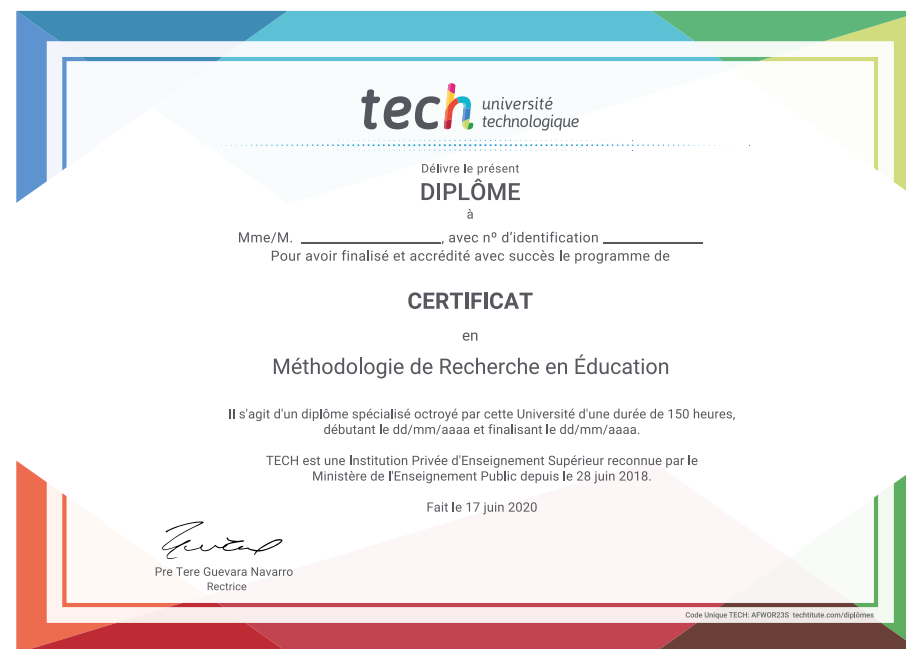 tech université
technologique
Délivre le présent
DIPLÔME
à
Mme/M. ____________________, avec nº d'identification ______________
Pour avoir finalisé et accrédité avec succès le programme de
CERTIFICAT
en
Méthodologie de Recherche en Éducation
Il s'agit d'un diplôme spécialisé octroyé par cette Université d'une durée de 150 heures,
débutant le dd/mm/aaaa et finalisant le dd/mm/aaaa.
TECH est une Institution Privée d'Enseignement Supérieur reconnue par le
Ministère de l'Enseignement Public depuis le 28 juin 2018.
Fait le 17 juin 2020
Pre Tere Guevara Navarro
Rectrice
Code Unique TECH: AFWOR23S techtitute.com/diplômes